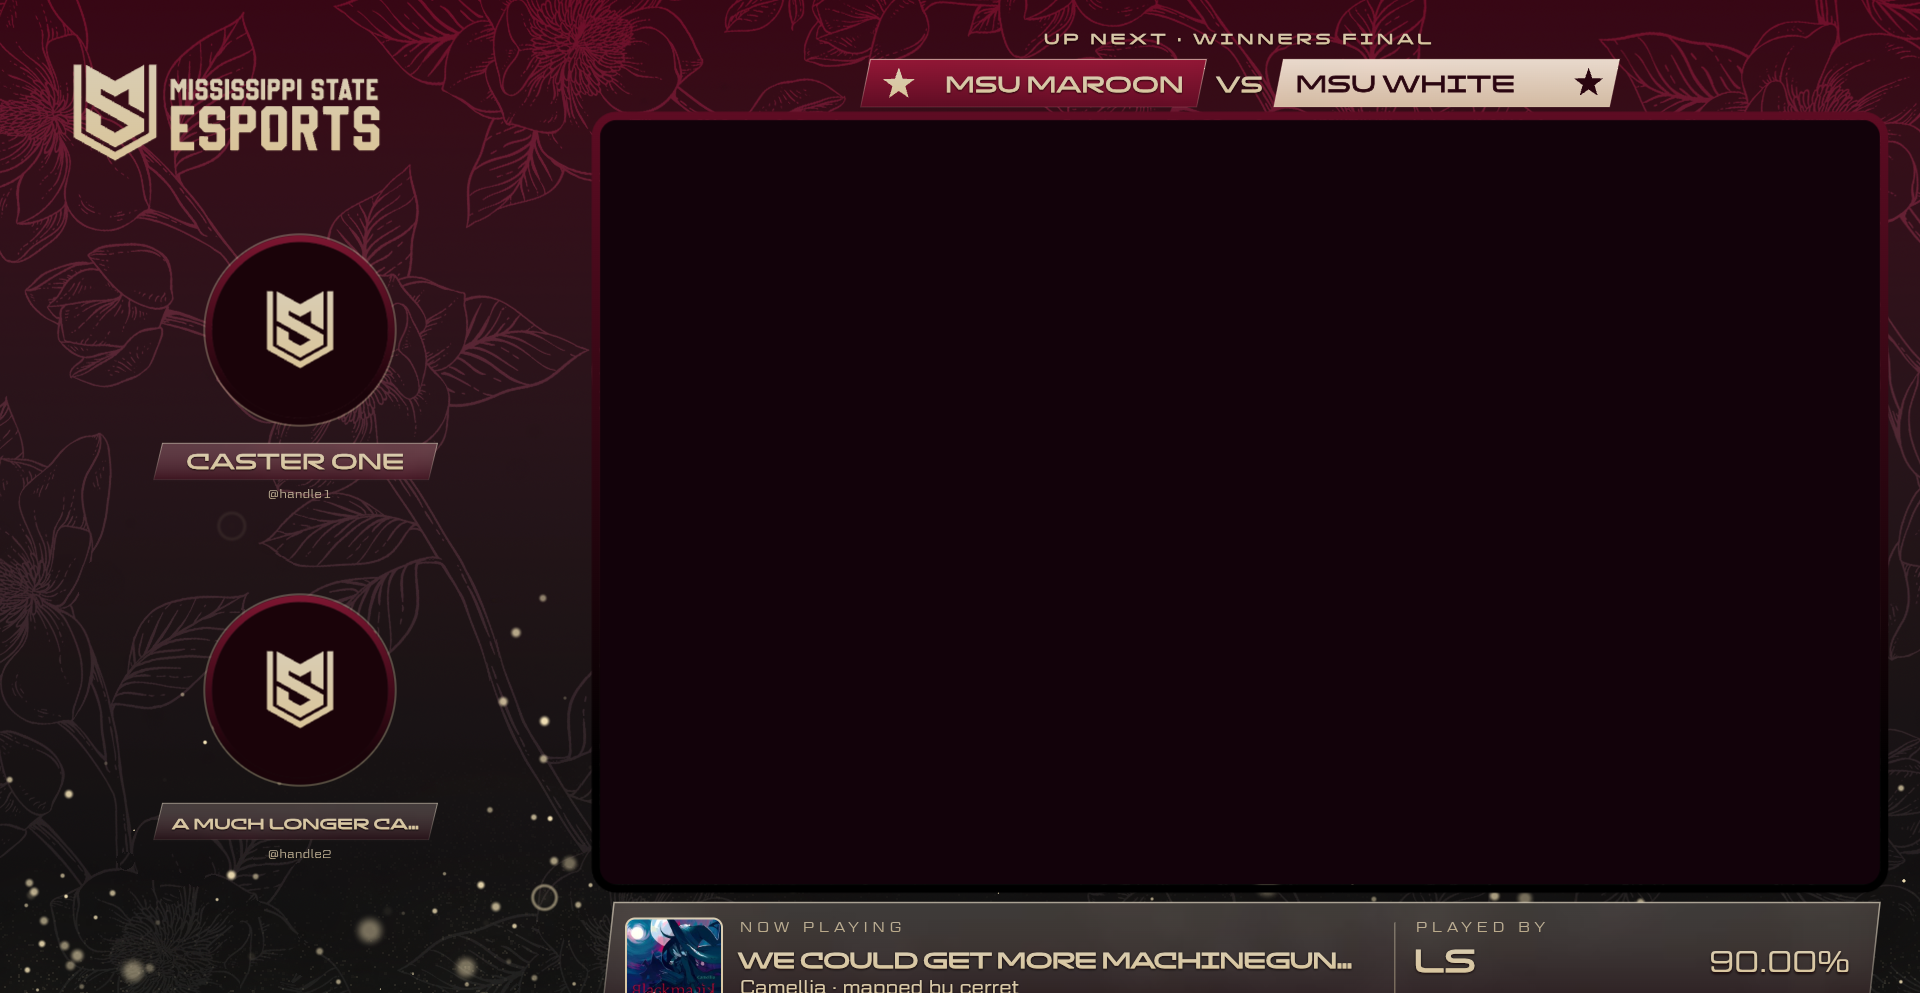 MISSISSIPPI STATE
ESPORTS
UP NEXT · WINNERS FINAL
MSU MAROON VS MSU WHITE
CASTER ONE
@handle1
A MUCH LONGER CA...
@handle2
NOW PLAYING
WE COULD GET MORE MACHINEGUN...
Camellia · mapped by cerret
PLAYED BY
LS
90.00%